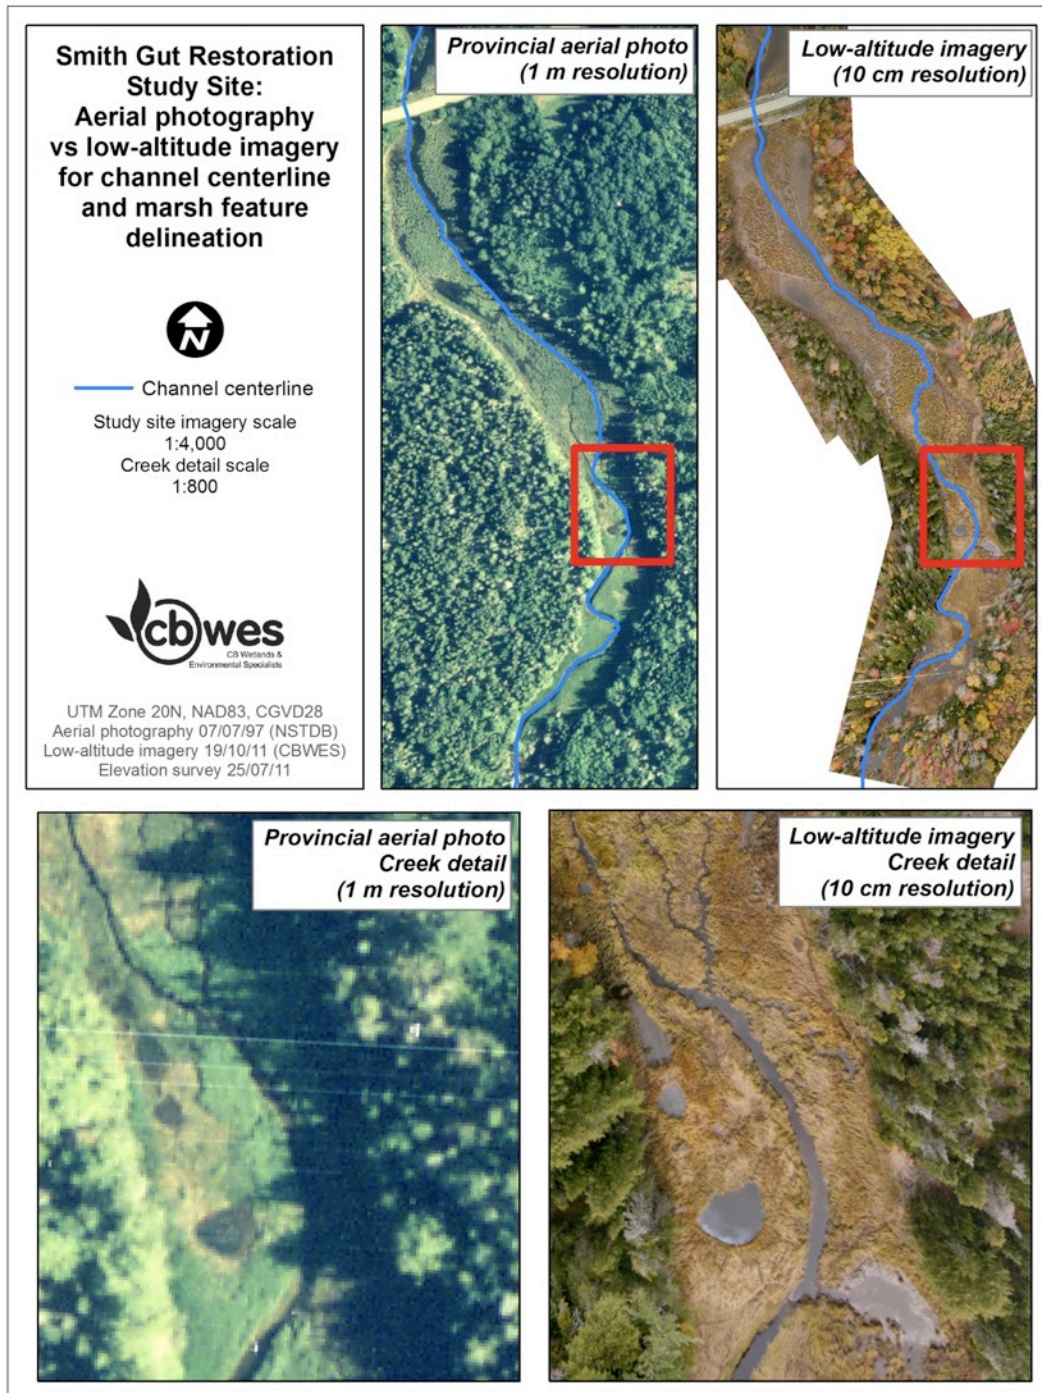 Smith Gut Restoration
Study Site:
Aerial photography
vs low-altitude imagery
for channel centerline
and marsh feature
delineation
N
Channel centerline
Study site imagery scale
1:4,000
Creek detail scale
1:800
cbwes
CB Wetlands &
Environmental Specialists
UTM Zone 20N, NAD83, CGVD28
Aerial photography 07/07/97 (NSTDB)
Low-altitude imagery 19/10/11 (CBWES)
Elevation survey 25/07/11
Provincial aerial photo
(1 m resolution)
Low-altitude imagery
(10 cm resolution)
Provincial aerial photo
Creek detail
(1 m resolution)
Low-altitude imagery
Creek detail
(10 cm resolution)